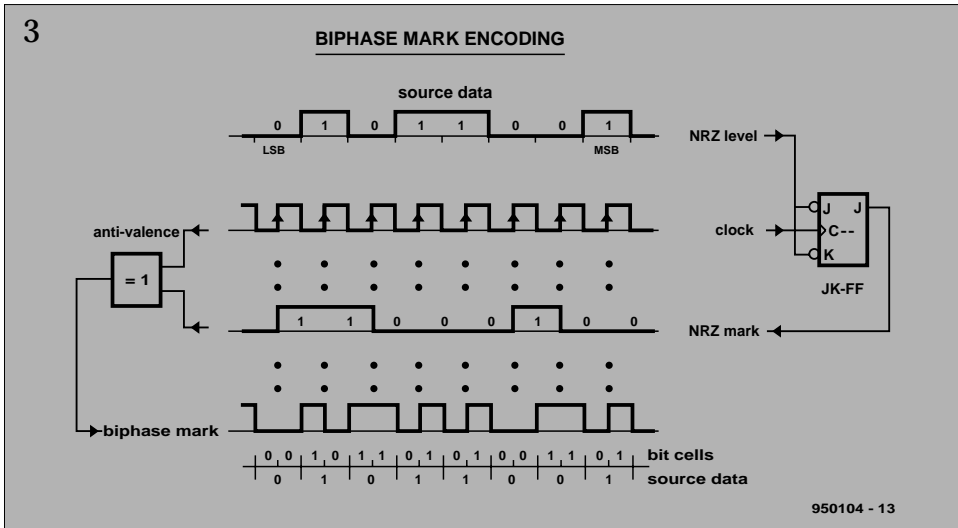 3
BIPHASE MARK ENCODING
source data
0 1 0 1 1 0 0 1
LSB MSB
NRZ level
anti-valence
clock
J J
C--
K
= 1
JK-FF
1 1 0 0 0 1 0 0
NRZ mark
biphase mark
0 0 1 0 1 1 0 1 0 1 0 0 1 1 0 1 bit cells
0 1 0 1 1 0 0 1 source data
950104 - 13